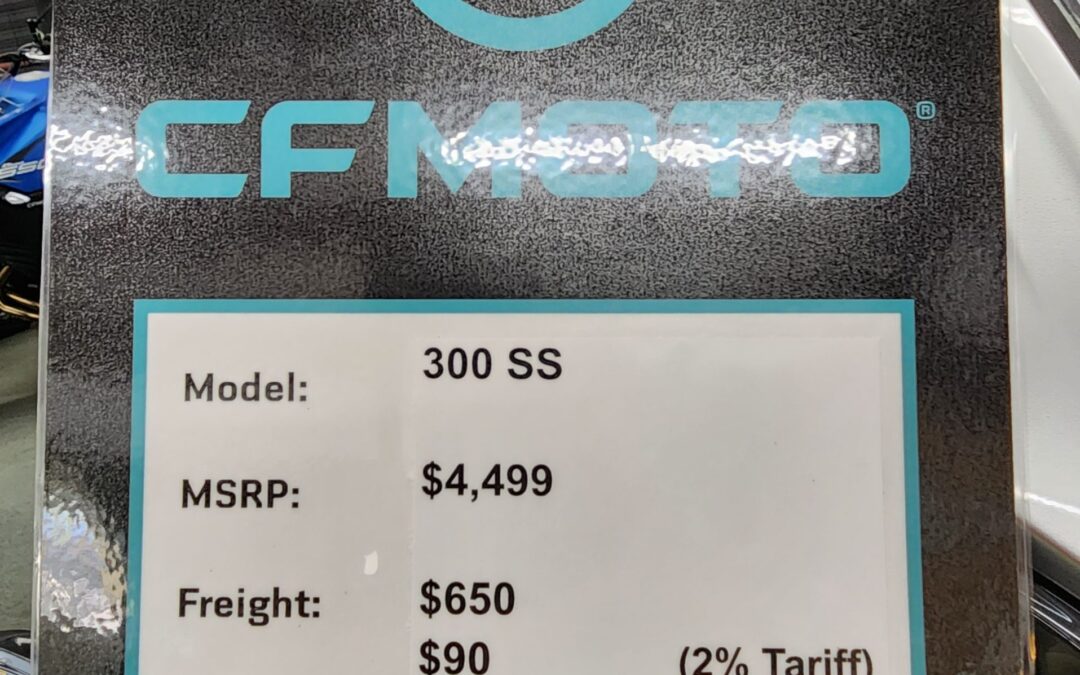 CFMOTO®
Model: 300 SS
MSRP: $4,499
Freight: $650
$90 (2% Tariff)